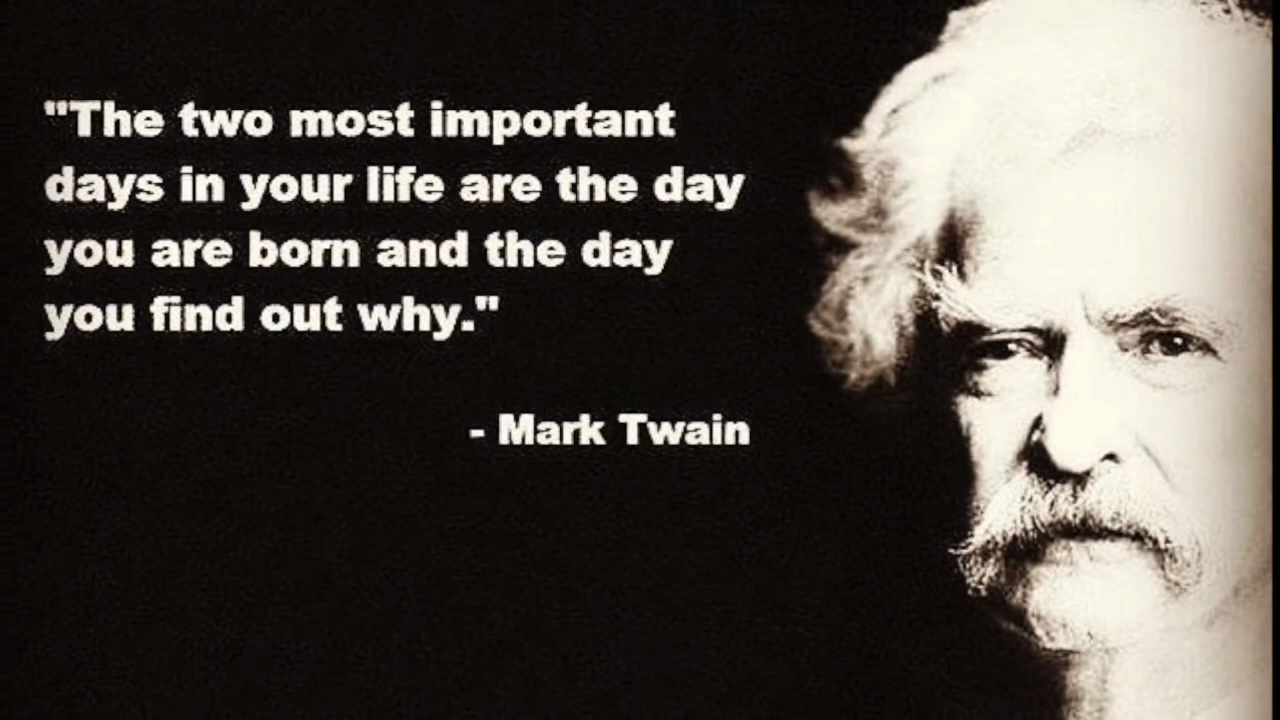 "The two most important
days in your life are the day
you are born and the day
you find out why."
- Mark Twain